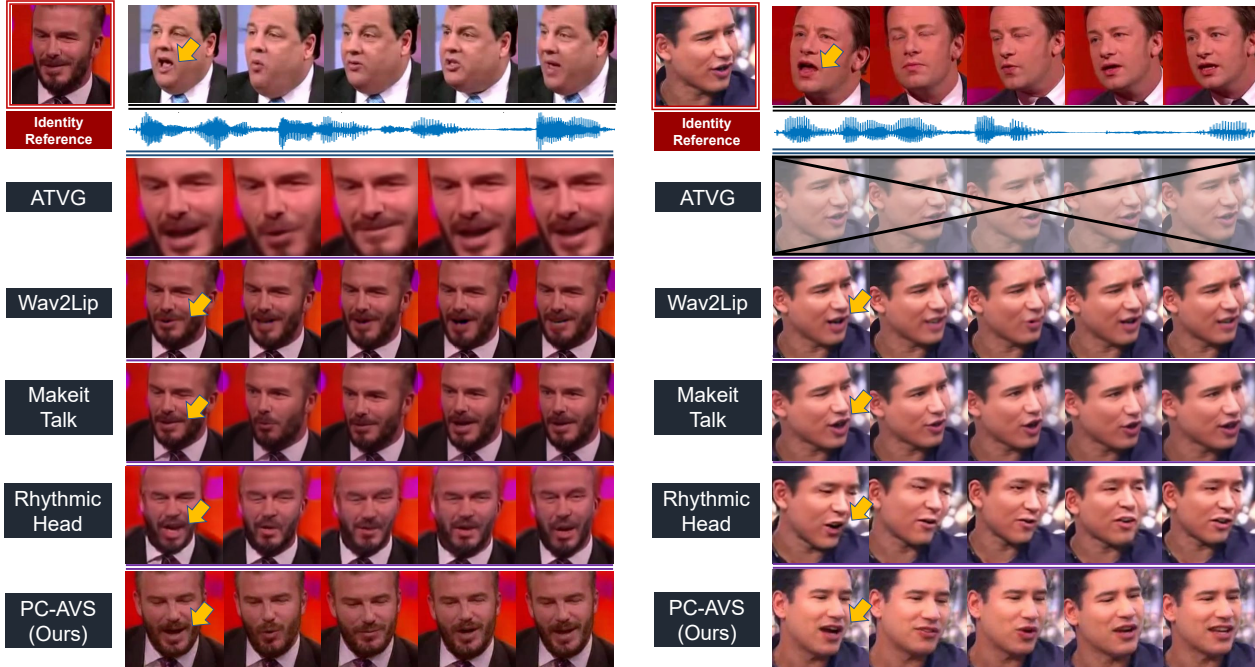 Identity
Reference
ATVG
Wav2Lip
Makeit
Talk
Rhythmic
Head
PC-AVS
(Ours)
Identity
Reference
ATVG
Wav2Lip
Makeit
Talk
Rhythmic
Head
PC-AVS
(Ours)